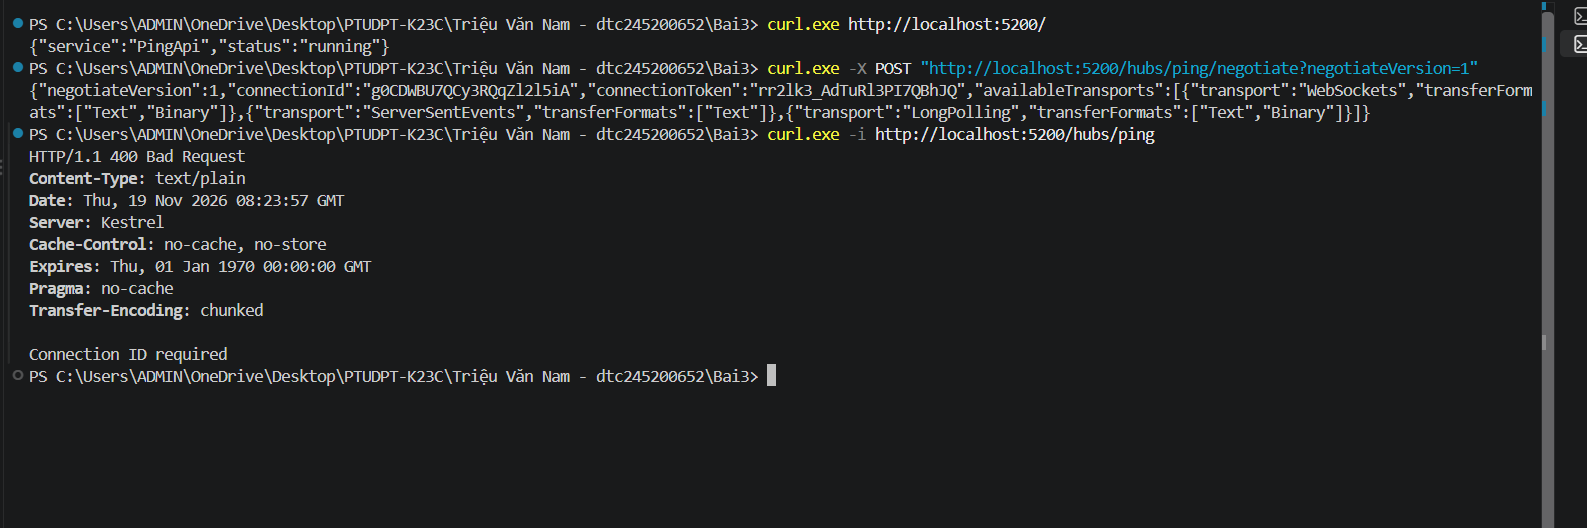 PS C:\Users\ADMIN\OneDrive\Desktop\PTUDPT-K23C\Triệu Văn Nam - dtc245200652\Bai3> curl.exe http://localhost:5200/
{"service":"PingApi","status":"running"}
PS C:\Users\ADMIN\OneDrive\Desktop\PTUDPT-K23C\Triệu Văn Nam - dtc245200652\Bai3> curl.exe -X POST "http://localhost:5200/hubs/ping/negotiate?negotiateVersion=1"
{"negotiateVersion":1,"connectionId":"g0CDWBU7QCy3RQqZl2l5iA","connectionToken":"rr2lk3_AdTuRl3PI7QBhJQ","availableTransports":[{"transport":"WebSockets","transferForm
ats":["Text","Binary"]},{"transport":"ServerSentEvents","transferFormats":["Text"]},{"transport":"LongPolling","transferFormats":["Text","Binary"]}]}
PS C:\Users\ADMIN\OneDrive\Desktop\PTUDPT-K23C\Triệu Văn Nam - dtc245200652\Bai3> curl.exe -i http://localhost:5200/hubs/ping
HTTP/1.1 400 Bad Request
Content-Type: text/plain
Date: Thu, 19 Nov 2026 08:23:57 GMT
Server: Kestrel
Cache-Control: no-cache, no-store
Expires: Thu, 01 Jan 1970 00:00:00 GMT
Pragma: no-cache
Transfer-Encoding: chunked

Connection ID required
PS C:\Users\ADMIN\OneDrive\Desktop\PTUDPT-K23C\Triệu Văn Nam - dtc245200652\Bai3>